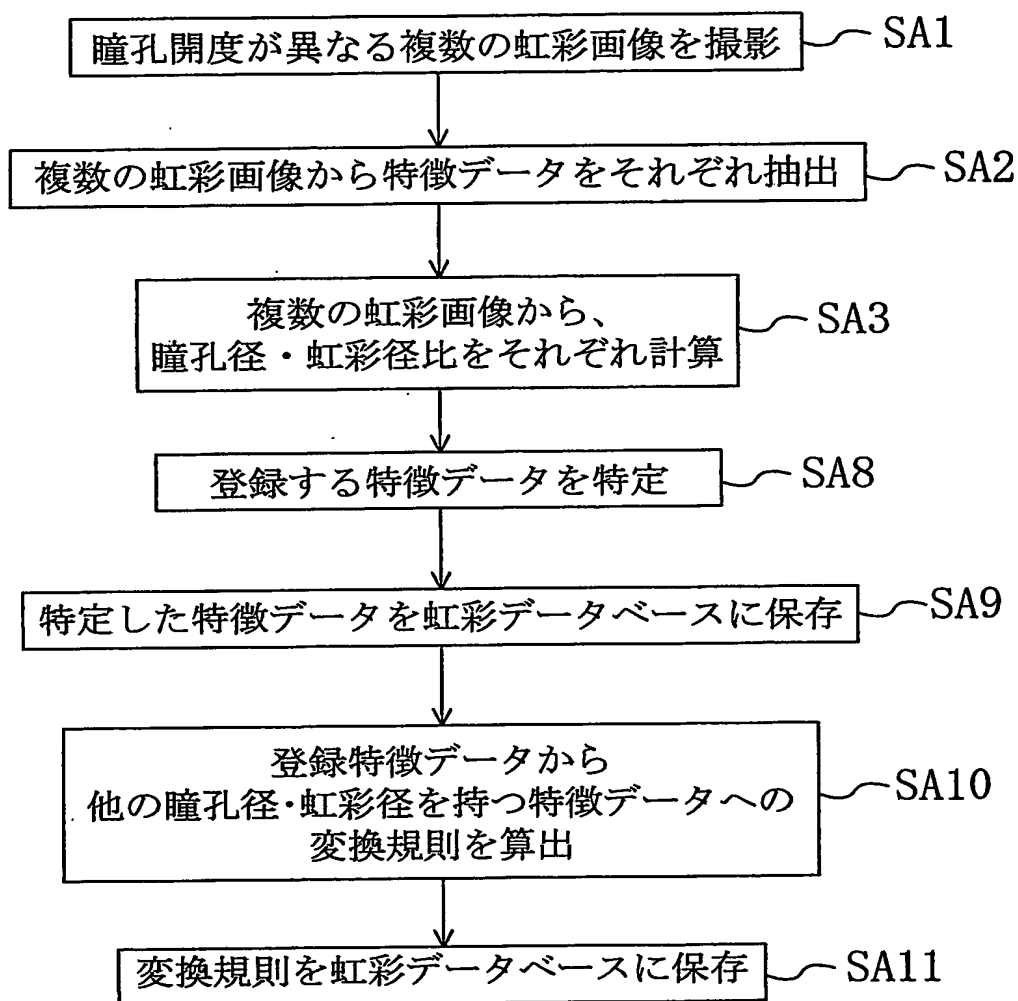 瞳孔開度が異なる複数の虹彩画像を撮影
SA1
複数の虹彩画像から特徴データをそれぞれ抽出
SA2
複数の虹彩画像から、
瞳孔径・虹彩径比をそれぞれ計算
SA3
登録する特徴データを特定
SA8
特定した特徴データを虹彩データベースに保存
SA9
登録特徴データから
他の瞳孔径・虹彩径を持つ特徴データへの
変換規則を算出
SA10
変換規則を虹彩データベースに保存
SA11